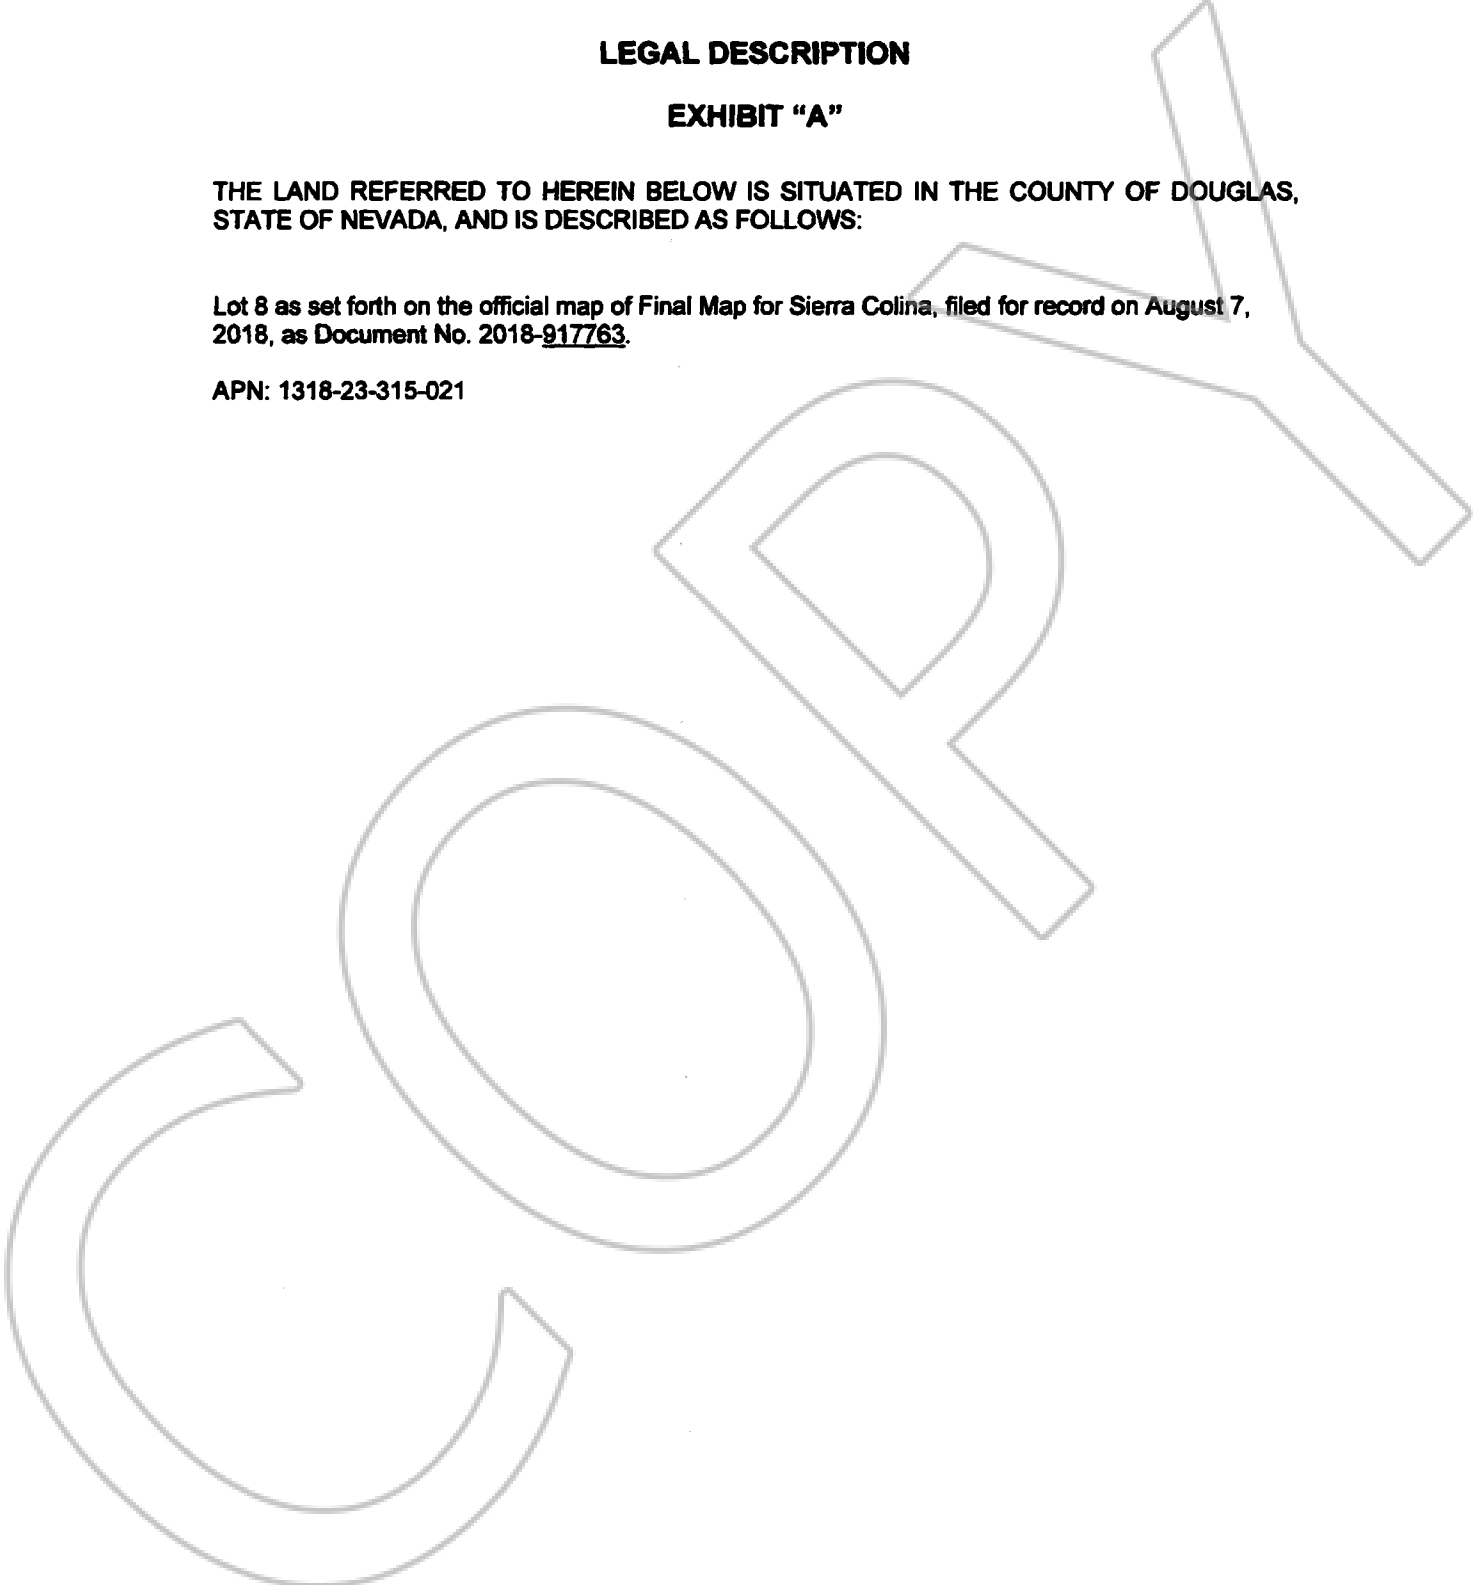 LEGAL DESCRIPTION
EXHIBIT “A”
THE LAND REFERRED TO HEREIN BELOW IS SITUATED IN THE COUNTY OF DOUGLAS,
STATE OF NEVADA, AND IS DESCRIBED AS FOLLOWS:
Lot 8 as set forth on the official map of Final Map for Sierra Colina, filed for record on August 7,
2018, as Document No. 2018-917763.
APN: 1318-23-315-021
COPY